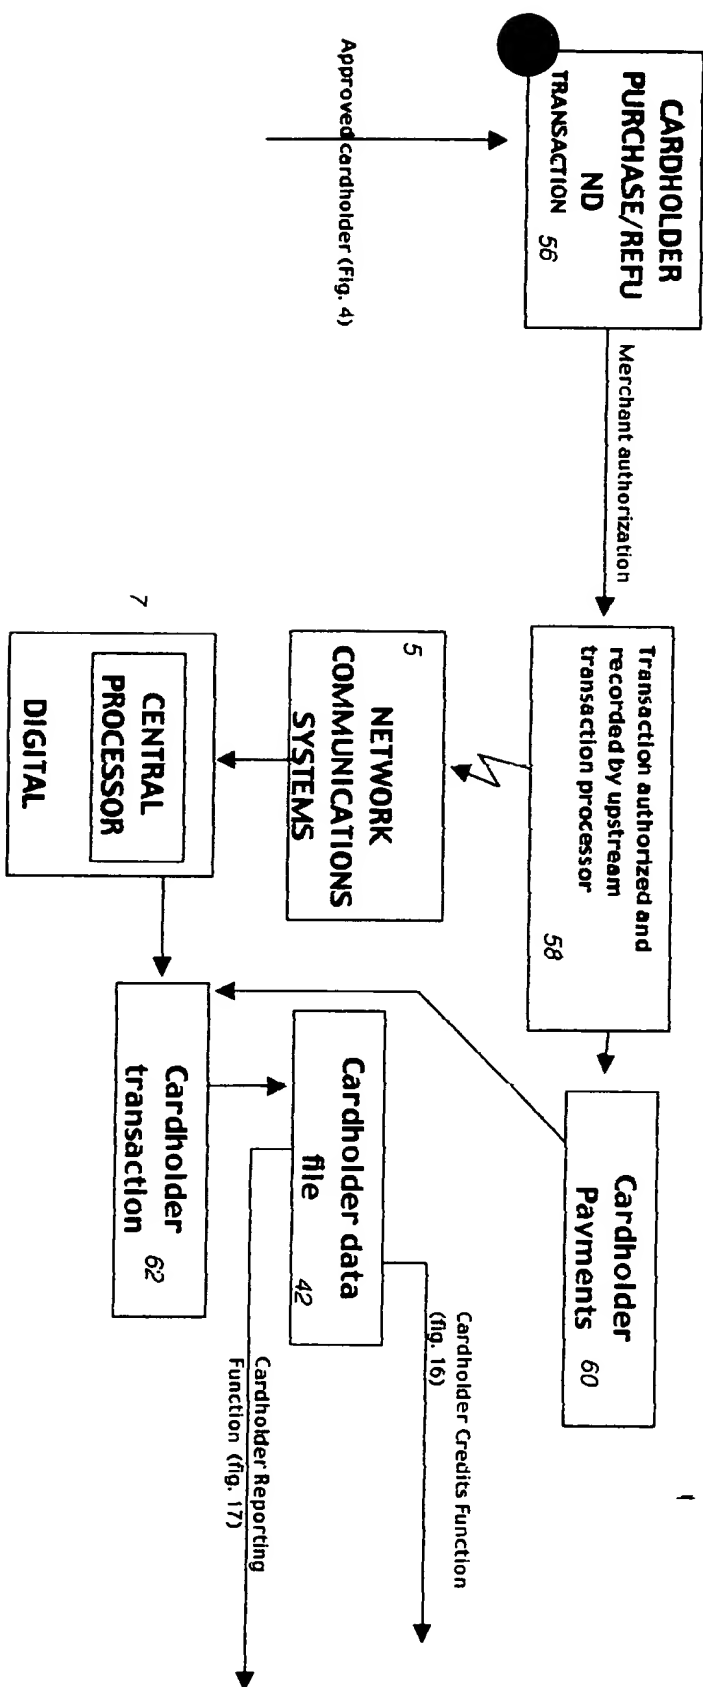 CARDHOLDER
PURCHASE/REFU
ND
TRANSACTION 56
Approved cardholder (Fig. 4)
Merchant authorization
Transaction authorized and
recorded by upstream
transaction processor
58
Cardholder
Payments 60
5
NETWORK
COMMUNICATIONS
SYSTEMS
7
CENTRAL
PROCESSOR
DIGITAL
Cardholder
transaction 62
Cardholder data
file 42
Cardholder Credits Function
(fig. 16)
Cardholder Reporting
Function (fig. 17)